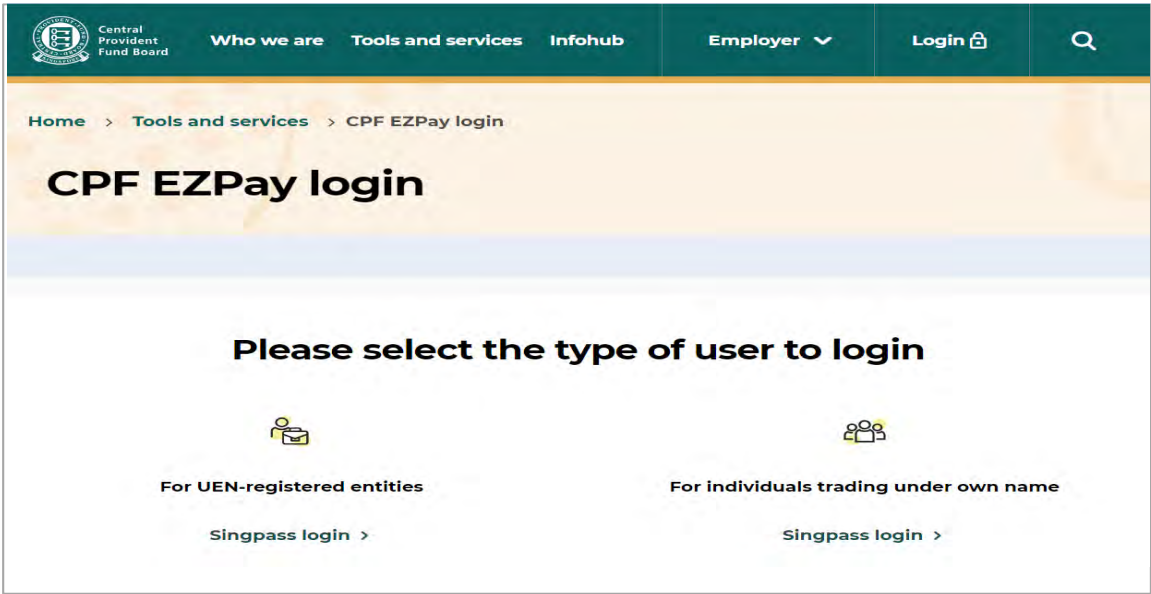 Central
Provident
Fund Board
Who we are Tools and services Infohub Employer Login
Home > Tools and services > CPF EZPay login
CPF EZPay login
Please select the type of user to login
For UEN-registered entities
For individuals trading under own name
Singpass login >
Singpass login >